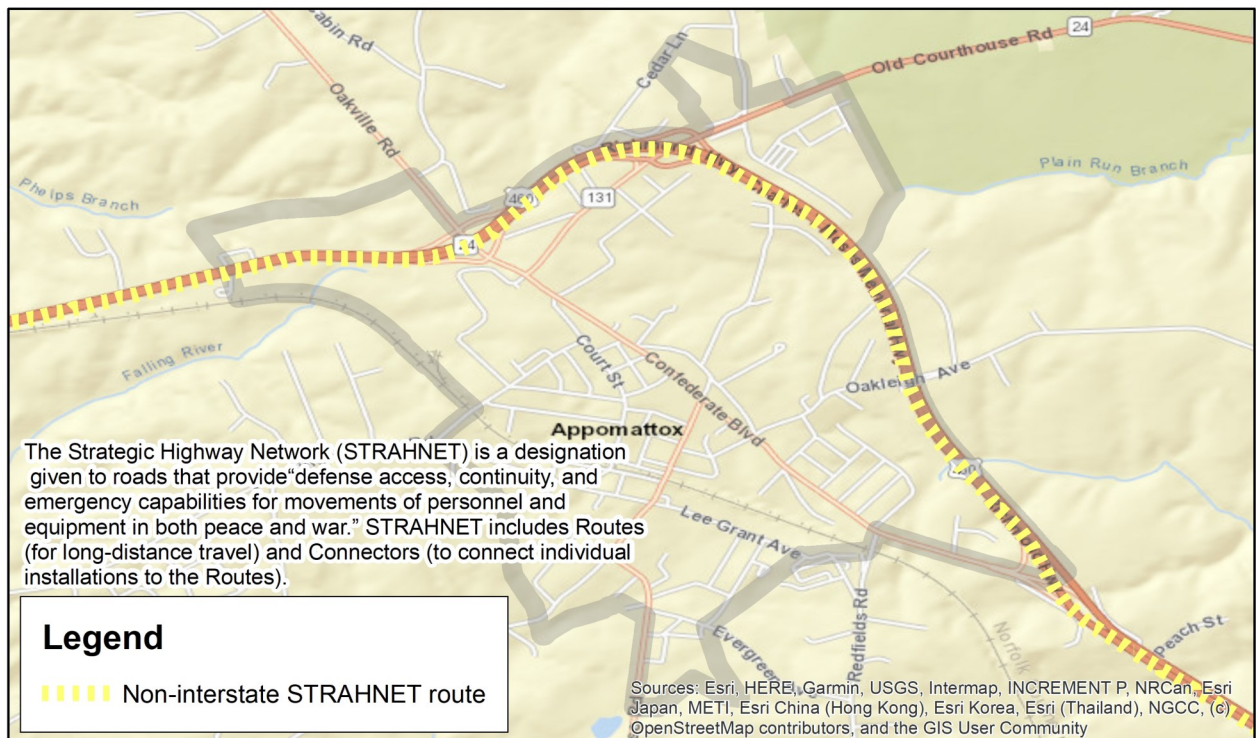 Cabin Rd
Cedar Ln
24
Old Courthouse Rd
Oakville Rd
Phelps Branch
Plain Run Branch
460
131
24
Falling River
Court St
Confederate Blvd
Oakleigh Ave
Appomattox
The Strategic Highway Network (STRAHNET) is a designation
given to roads that provide“defense access, continuity, and
emergency capabilities for movements of personnel and
equipment in both peace and war.” STRAHNET includes Routes
(for long-distance travel) and Connectors (to connect individual
installations to the Routes).
Lee Grant Ave
Redfields Rd
Evergreen
Norfolk
Peach St
Legend
Non-interstate STRAHNET route
Sources: Esri, HERE, Garmin, USGS, Intermap, INCREMENT P, NRCan, Esri
Japan, METI, Esri China (Hong Kong), Esri Korea, Esri (Thailand), NGCC, (c)
OpenStreetMap contributors, and the GIS User Community